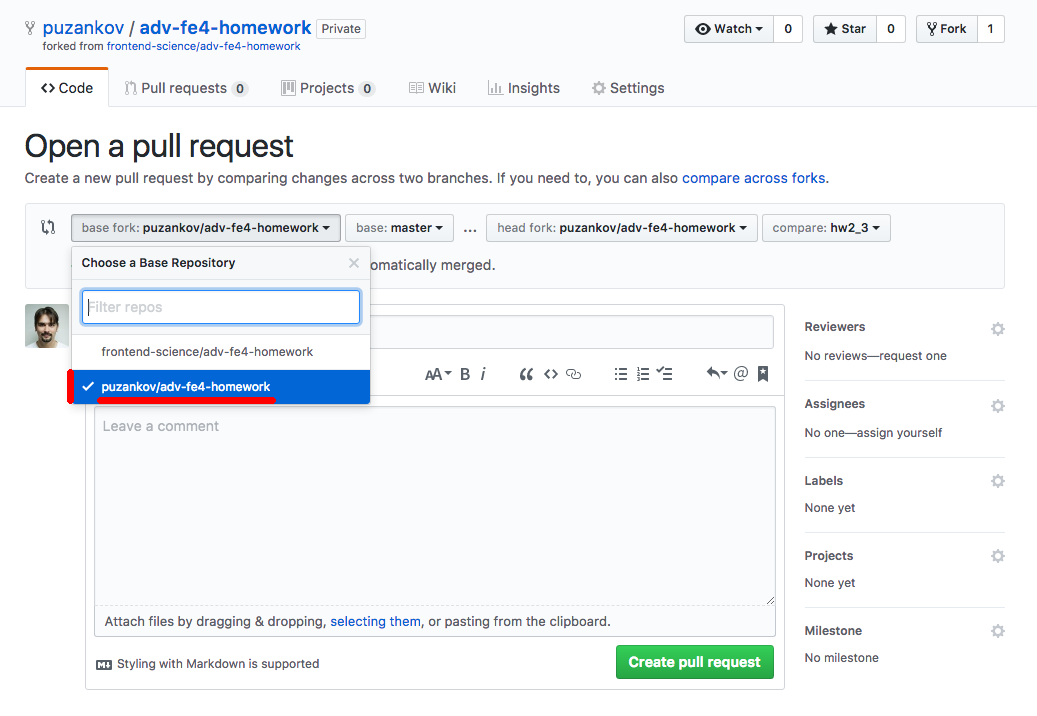 puzankov / adv-fe4-homework Private
Watch 0 Star 0 Fork 1
forked from frontend-science/adv-fe4-homework
Code Pull requests 0 Projects 0 Wiki Insights Settings
Open a pull request
Create a new pull request by comparing changes across two branches. If you need to, you can also compare across forks.
base fork: puzankov/adv-fe4-homework base: master ... head fork: puzankov/adv-fe4-homework compare: hw2_3
Choose a Base Repository
omatically merged.
Filter repos
frontend-science/adv-fe4-homework
puzankov/adv-fe4-homework
AA B i
Leave a comment
Attach files by dragging & dropping, selecting them, or pasting from the clipboard.
Styling with Markdown is supported
Create pull request
Reviewers
No reviews—request one
Assignees
No one—assign yourself
Labels
None yet
Projects
None yet
Milestone
No milestone